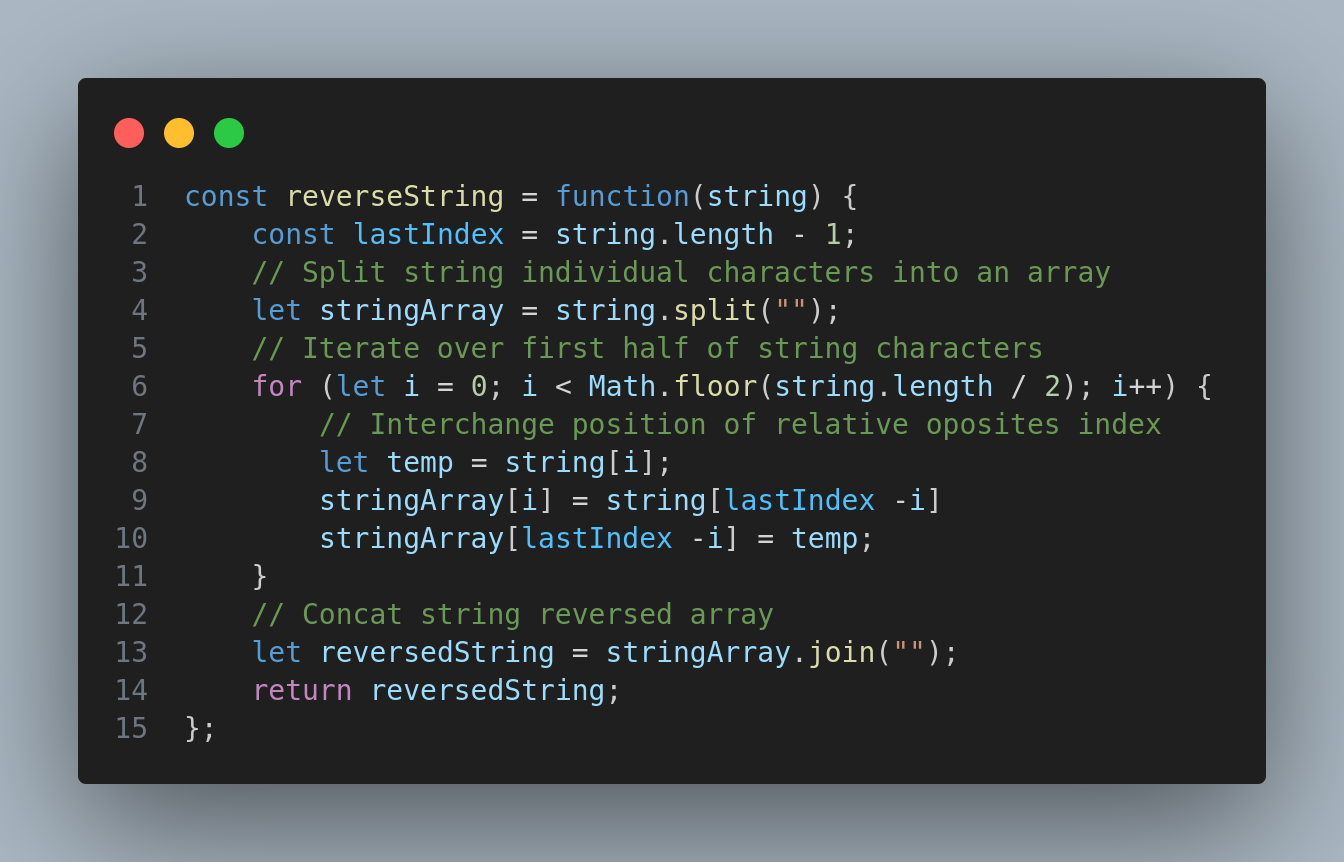 1 const reverseString = function(string) {
2     const lastIndex = string.length - 1;
3     // Split string individual characters into an array
4     let stringArray = string.split("");
5     // Iterate over first half of string characters
6     for (let i = 0; i < Math.floor(string.length / 2); i++) {
7         // Interchange position of relative oposites index
8         let temp = string[i];
9         stringArray[i] = string[lastIndex -i]
10         stringArray[lastIndex -i] = temp;
11     }
12     // Concat string reversed array
13     let reversedString = stringArray.join("");
14     return reversedString;
15 };